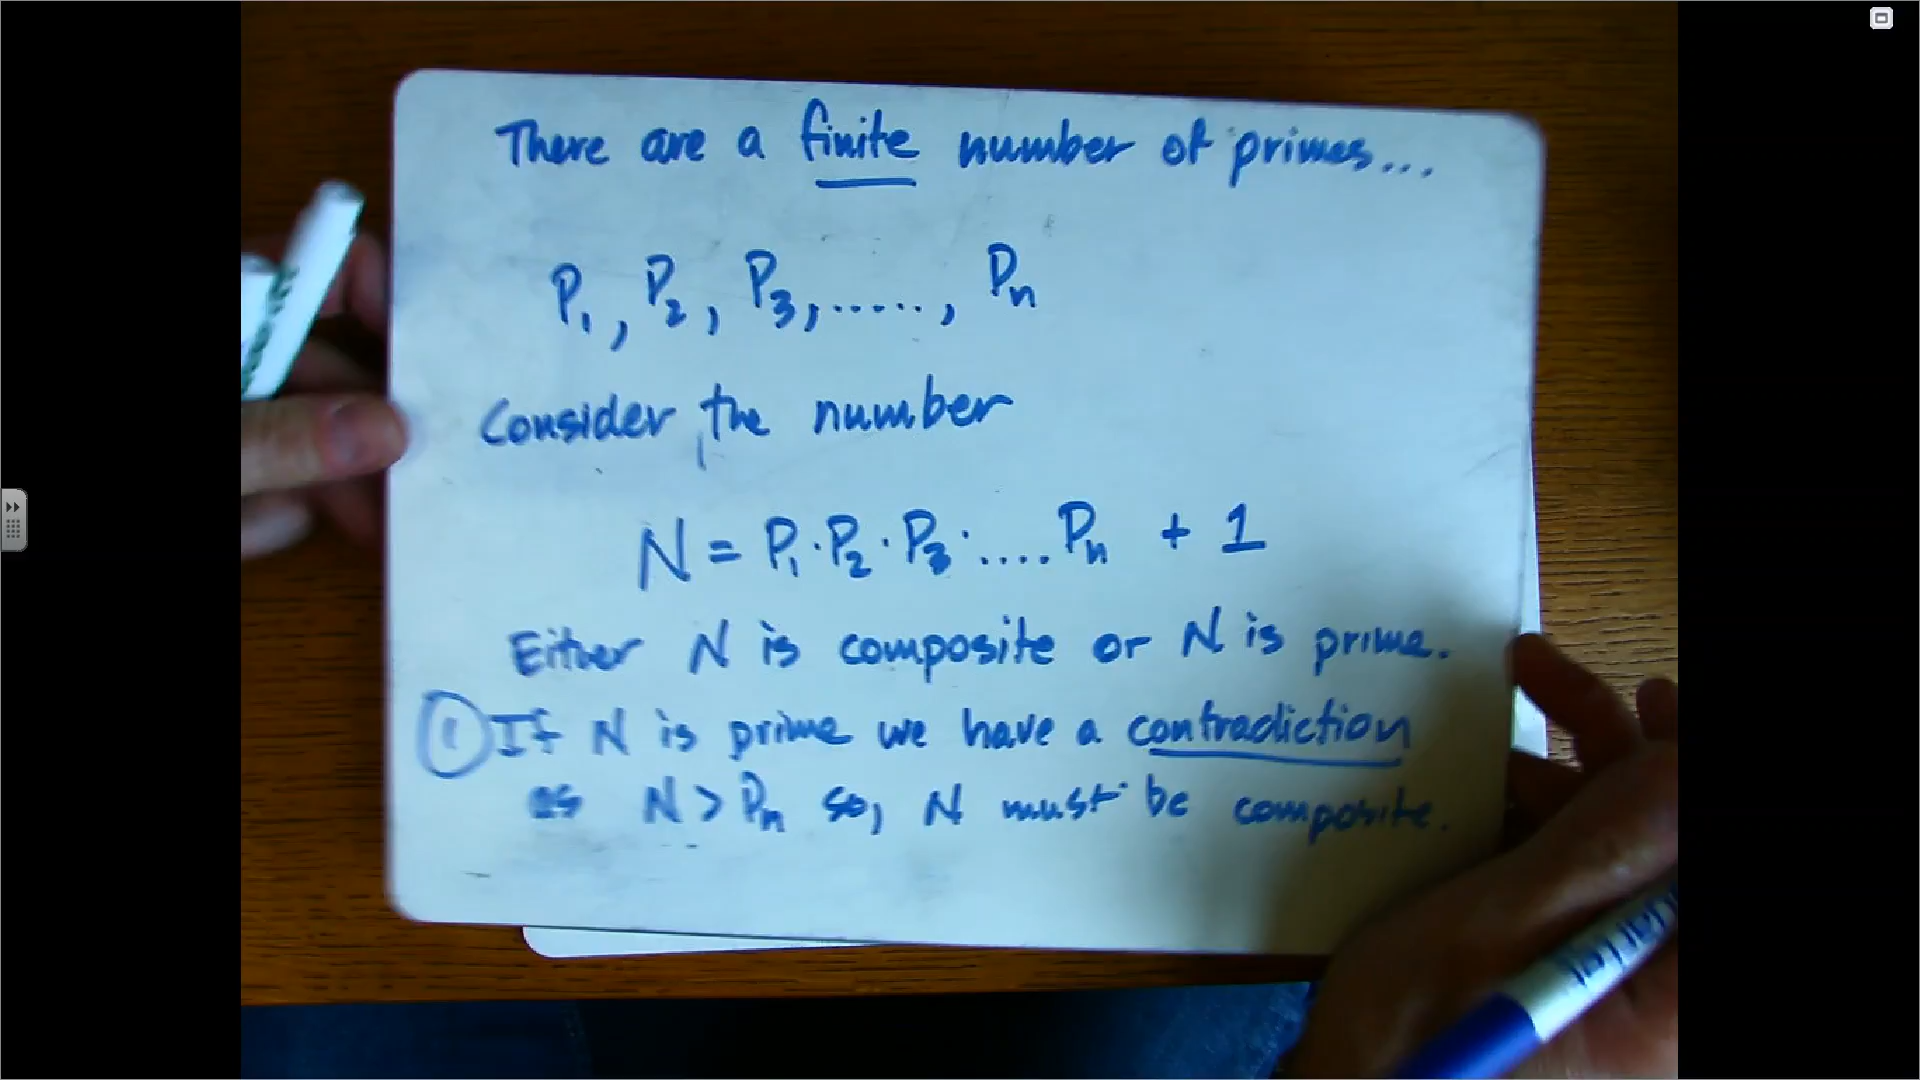 There are a finite number of primes...
P₁, P₂, P₃, ....., Pₙ
Consider the number
N = P₁·P₂·P₃·....Pₙ + 1
Either N is composite or N is prime.
① If N is prime we have a contradiction
as N > Pₙ so, N must be composite.